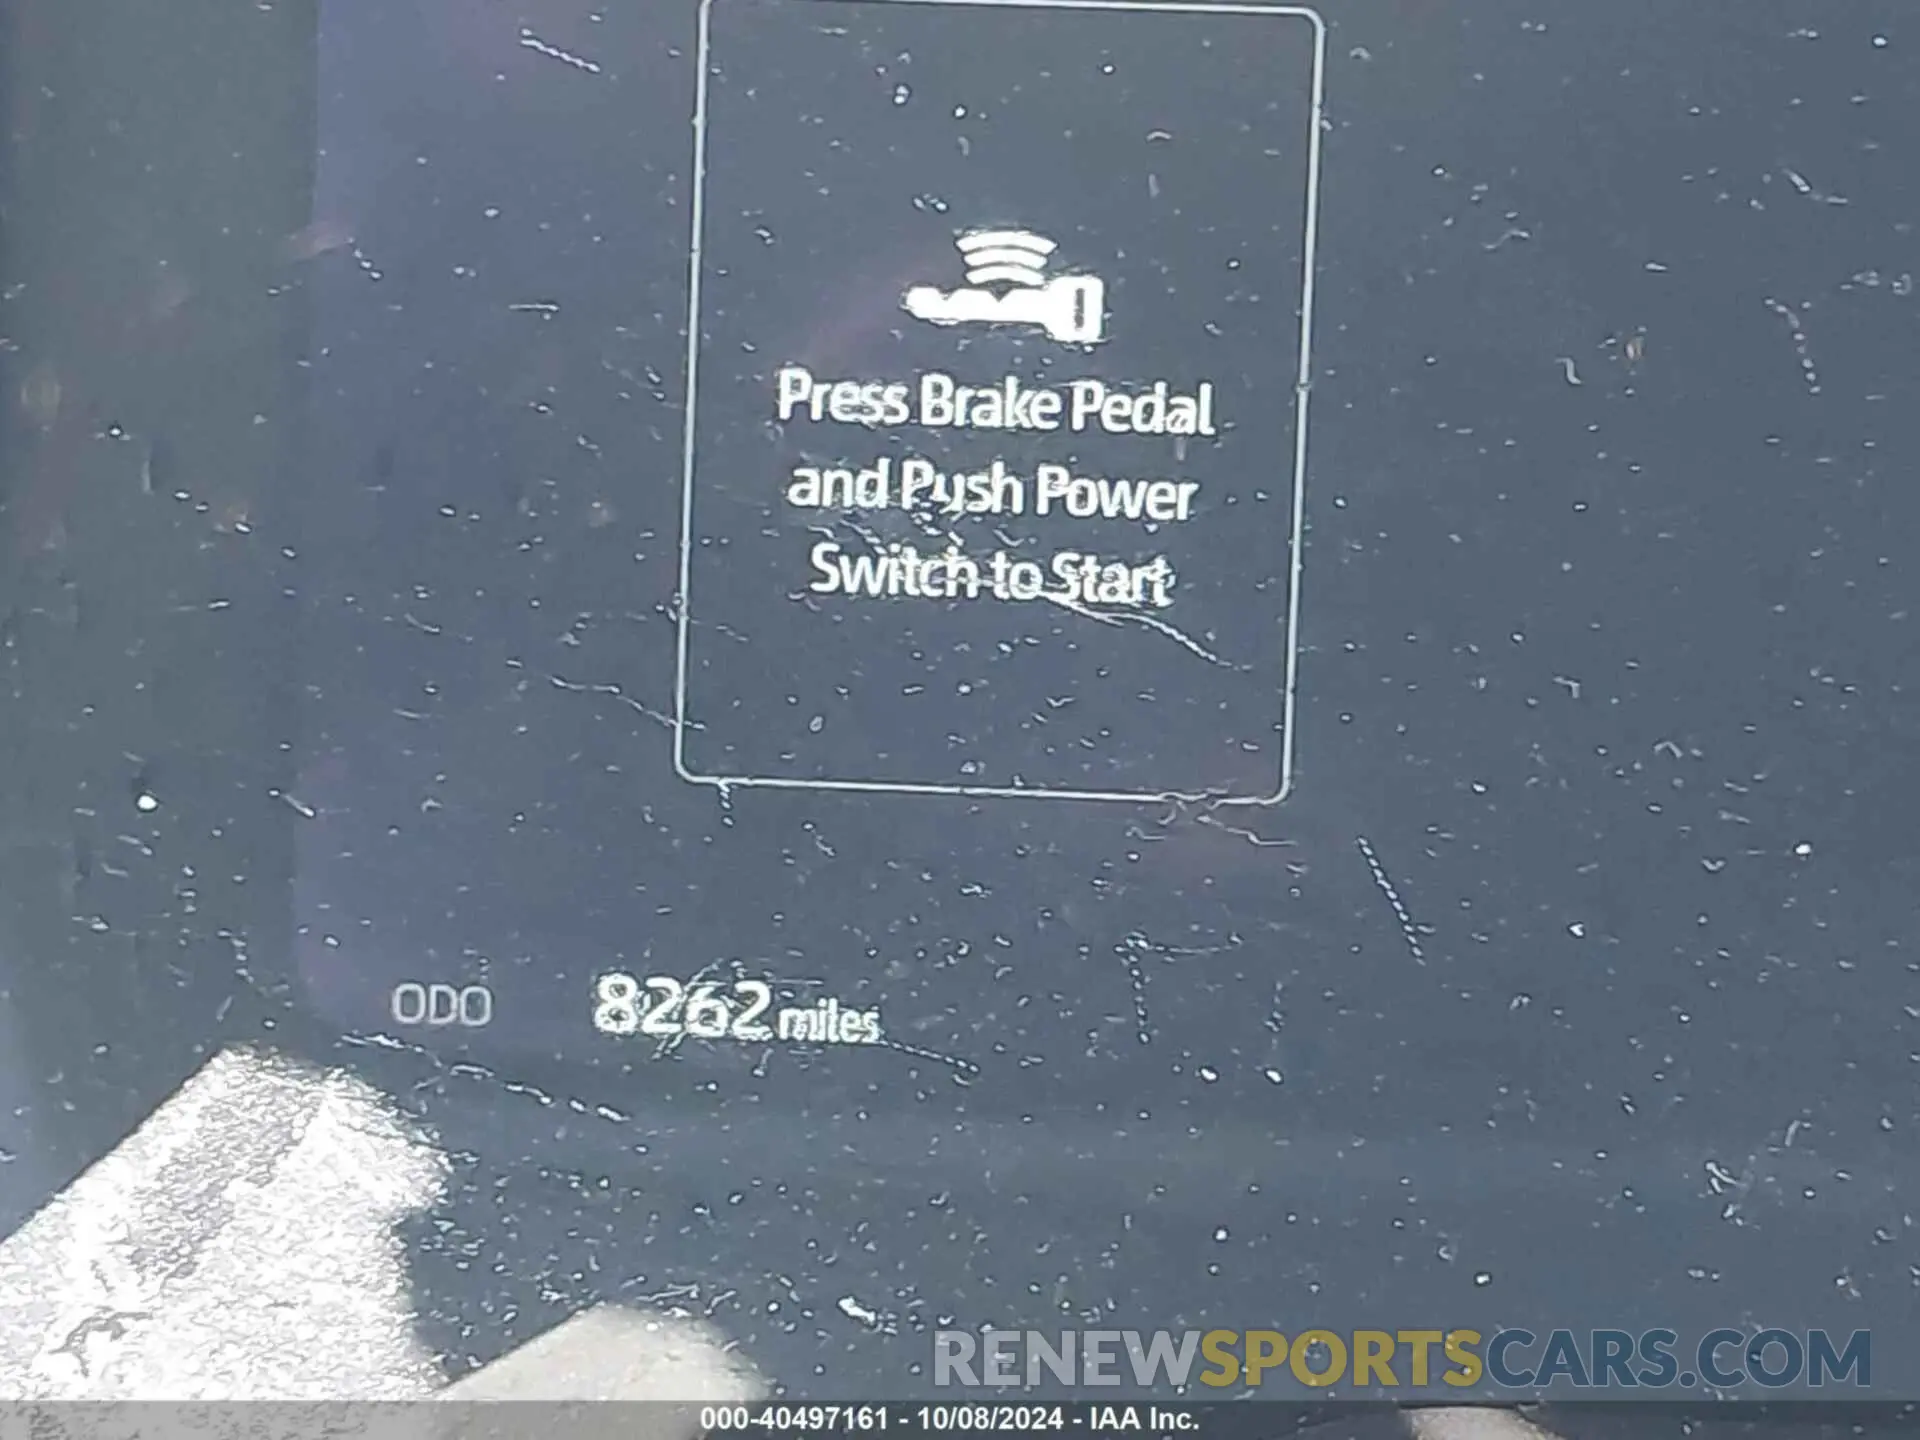 Press Brake Pedal
and Push Power
Switch to Start
ODO 8262 miles
RENEWSPORTSCARS.COM
000-40497161 - 10/08/2024 - IAA Inc.